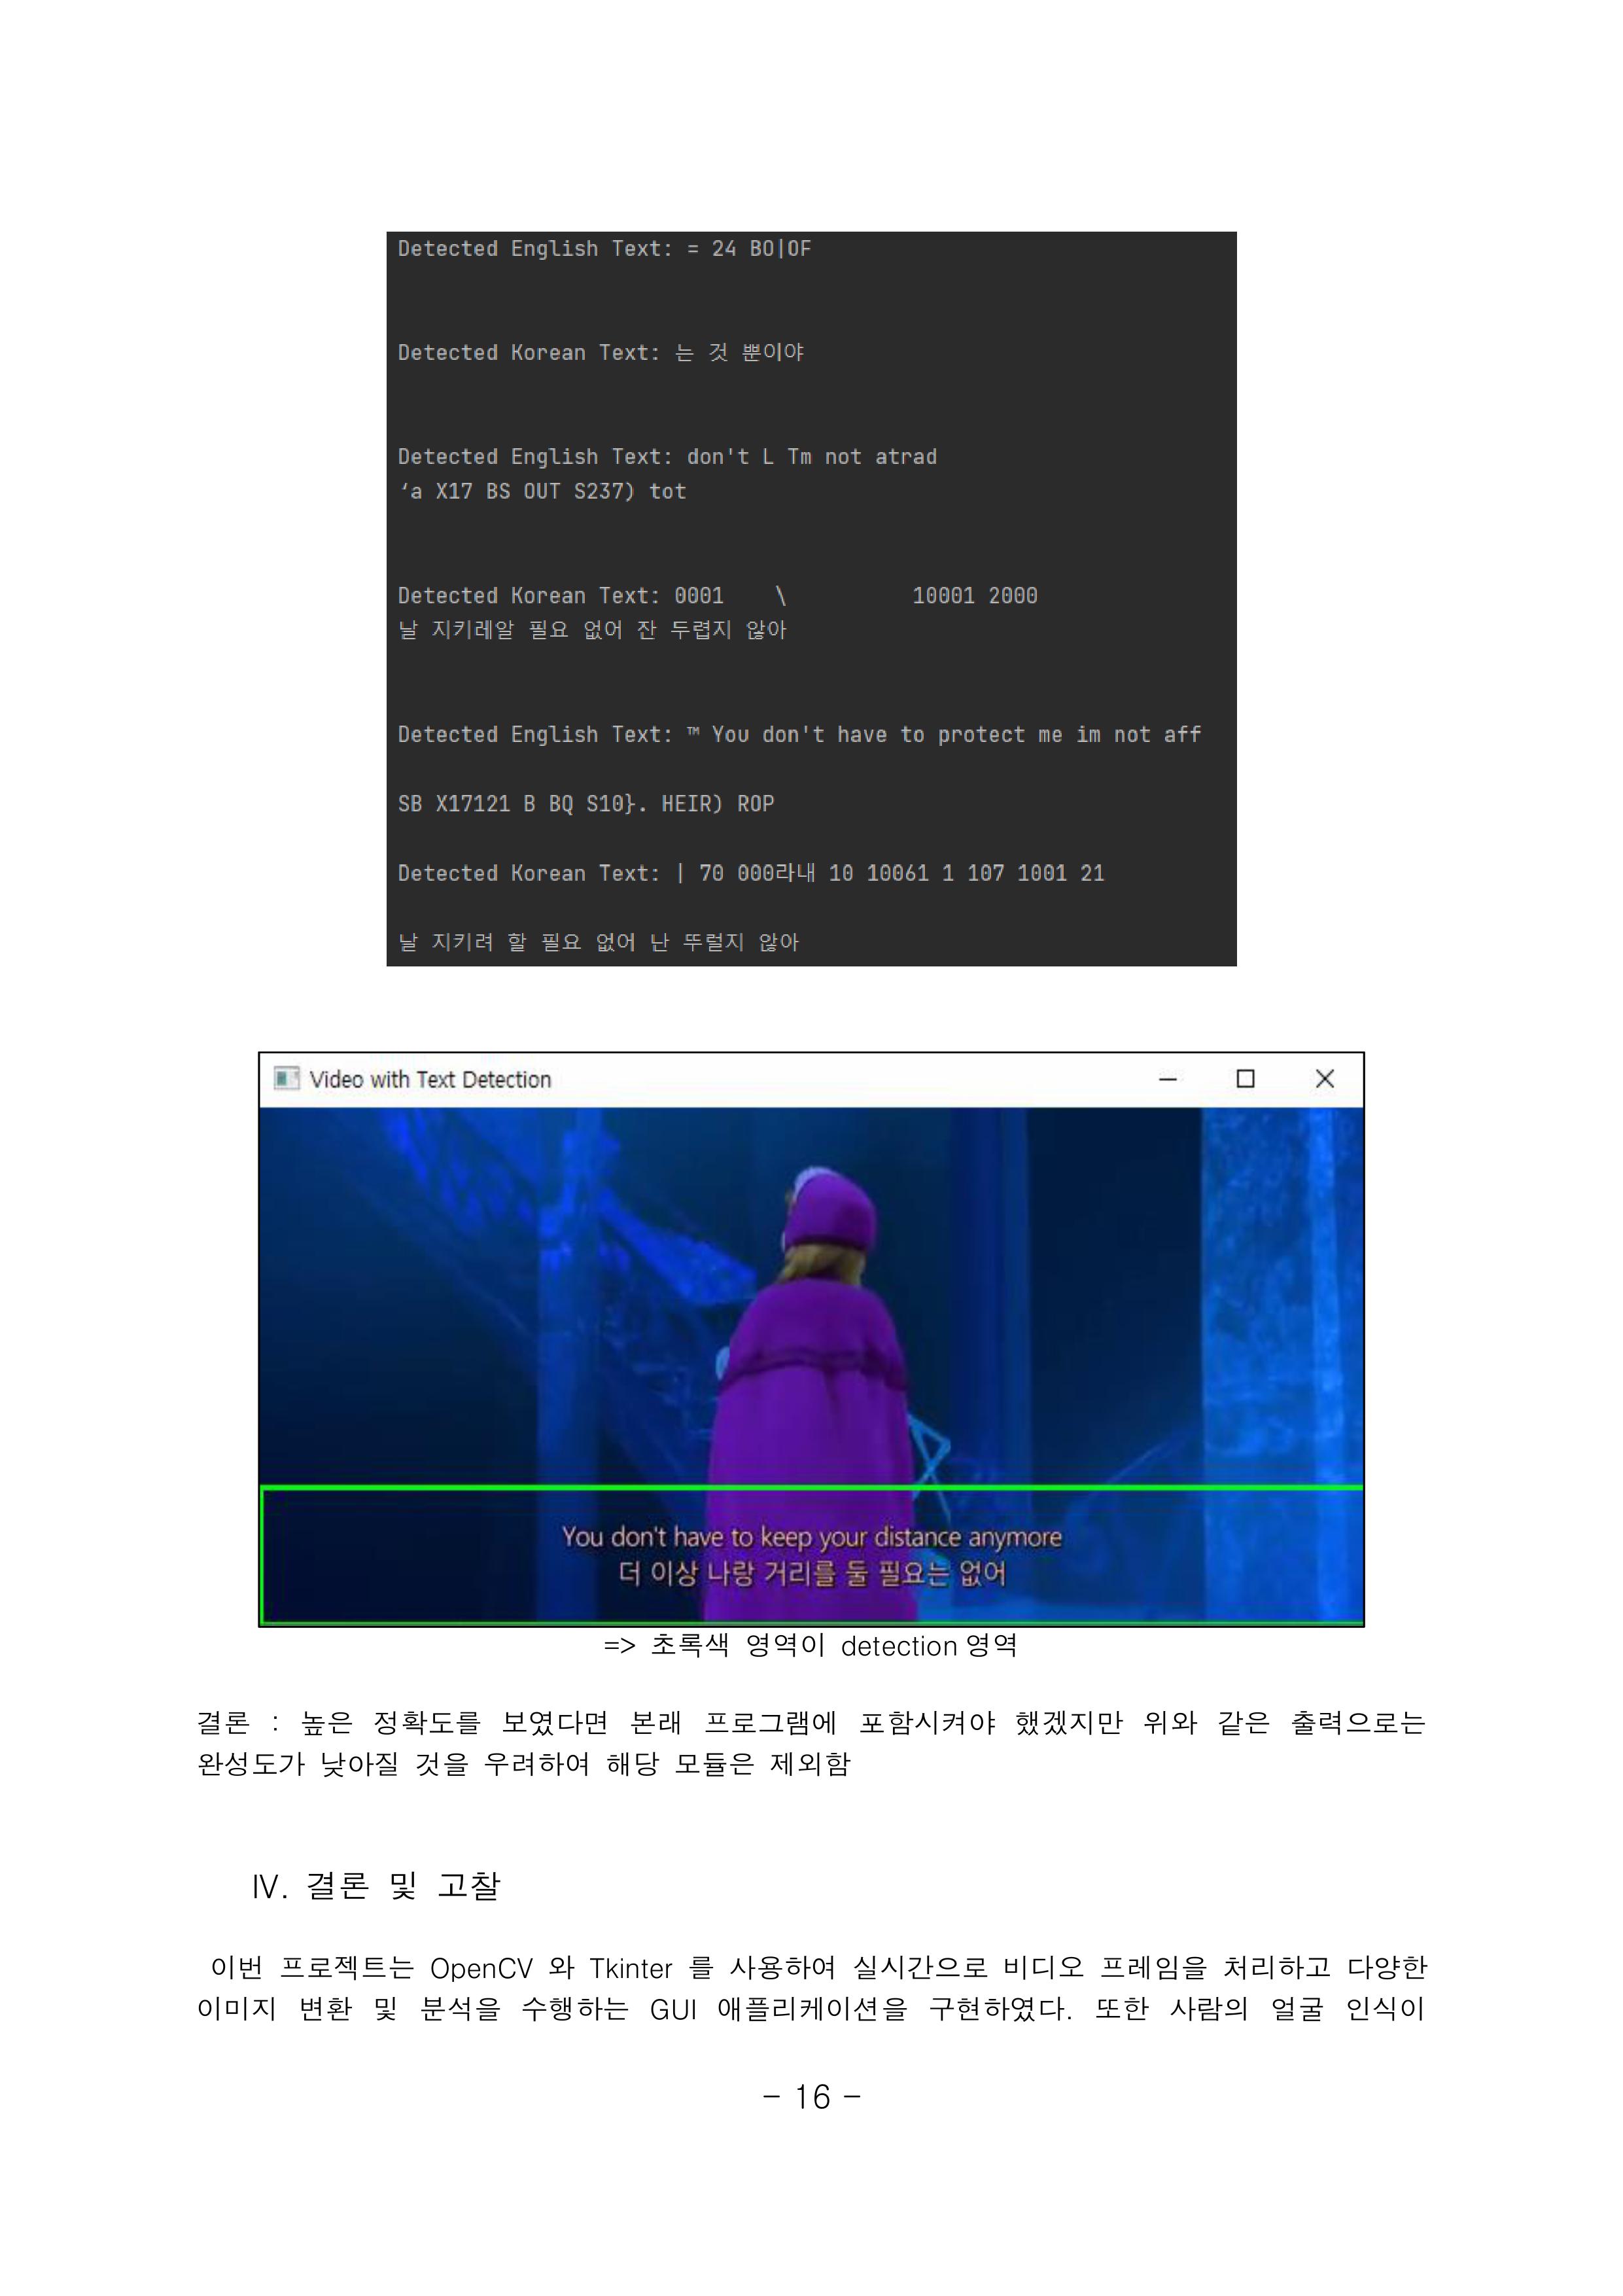 Detected English Text: = 24 BO|OF
Detected Korean Text: 는 것 뿐이야
Detected English Text: don't L Tm not atrad
‘a X17 BS OUT S237) tot
Detected Korean Text: 0001    \          10001 2000
날 지키레알 필요 없어 잔 두렵지 않아
Detected English Text: ™ You don't have to protect me im not aff
SB X17121 B BQ S10}. HEIR) ROP
Detected Korean Text: | 70 000라내 10 10061 1 107 1001 21
날 지키려 할 필요 없어 난 뚜럴지 않아
Video with Text Detection
You don't have to keep your distance anymore
더 이상 나랑 거리를 둘 필요는 없어
=> 초록색 영역이 detection 영역
결론 : 높은 정확도를 보였다면 본래 프로그램에 포함시켜야 했겠지만 위와 같은 출력으로는
완성도가 낮아질 것을 우려하여 해당 모듈은 제외함
Ⅳ. 결론 및 고찰
이번 프로젝트는 OpenCV 와 Tkinter 를 사용하여 실시간으로 비디오 프레임을 처리하고 다양한
이미지 변환 및 분석을 수행하는 GUI 애플리케이션을 구현하였다. 또한 사람의 얼굴 인식이
- 16 -